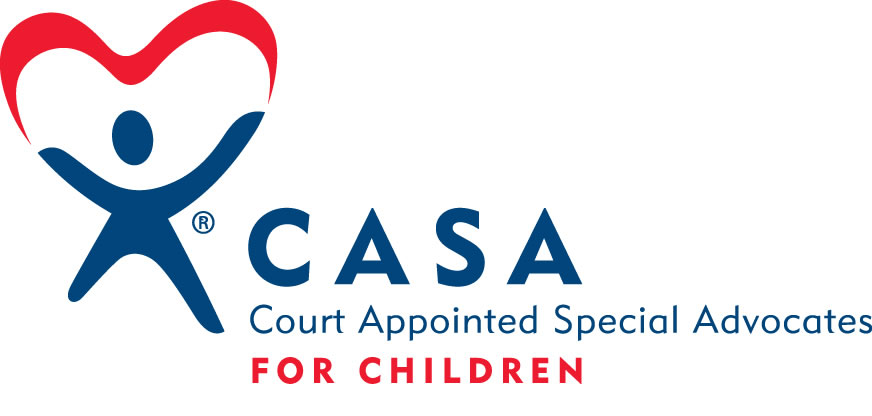 ® CASA
Court Appointed Special Advocates
FOR CHILDREN